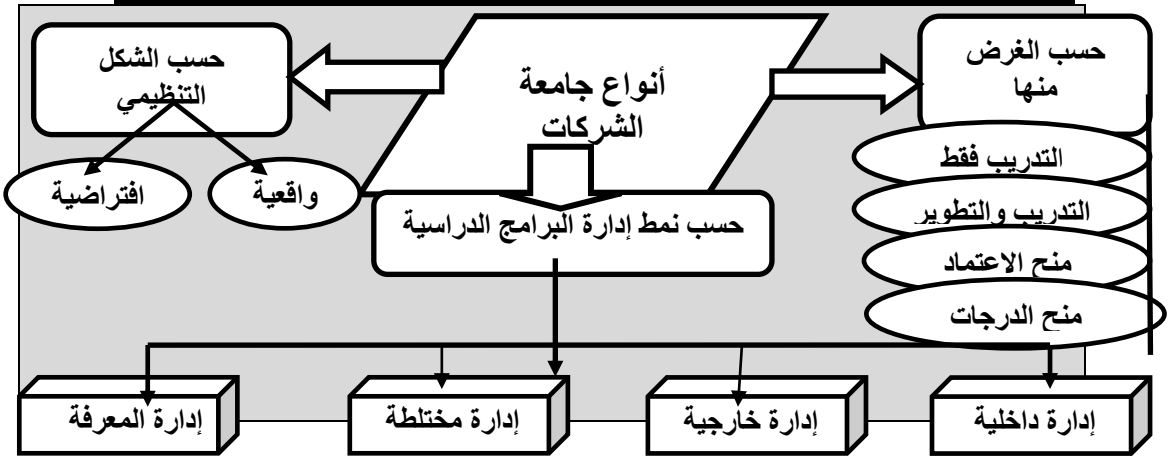 أنواع جامعة
الشركات
حسب الغرض
منها
التدريب فقط
التدريب والتطوير
منح الاعتماد
منح الدرجات
حسب الشكل
التنظيمي
واقعية
افتراضية
حسب نمط إدارة البرامج الدراسية
إدارة داخلية
إدارة خارجية
إدارة مختلطة
إدارة المعرفة